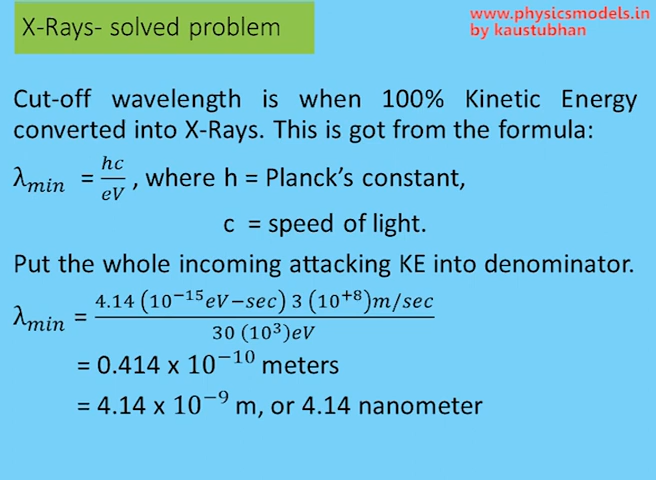 X-Rays- solved problem
www.physicsmodels.in
by kaustubhan
Cut-off wavelength is when 100% Kinetic Energy
converted into X-Rays. This is got from the formula:
λ_min = hc/eV , where h = Planck's constant,
c = speed of light.
Put the whole incoming attacking KE into denominator.
λ_min = 4.14 (10⁻¹⁵eV−sec) 3 (10⁺⁸)m/sec / 30 (10³)eV
= 0.414 x 10⁻¹⁰ meters
= 4.14 x 10⁻⁹ m, or 4.14 nanometer